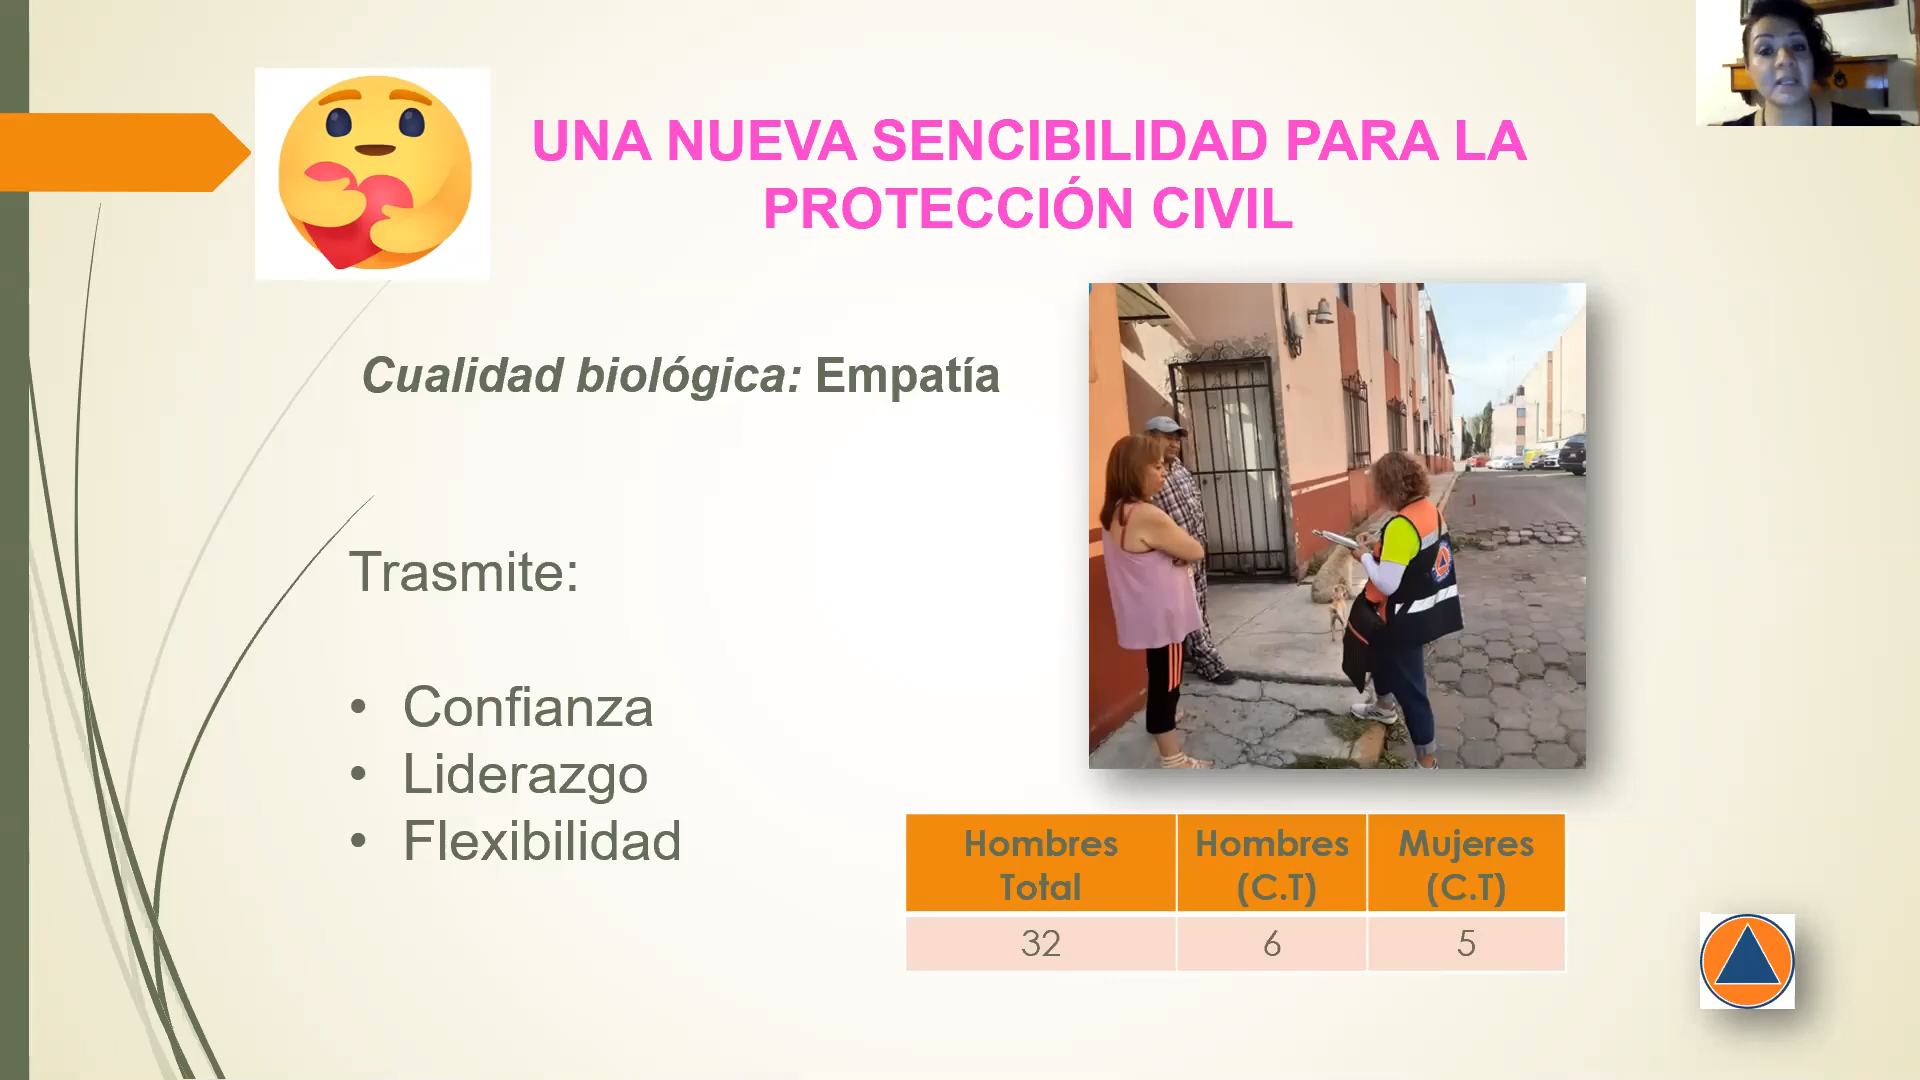 UNA NUEVA SENCIBILIDAD PARA LA
PROTECCIÓN CIVIL
Cualidad biológica: Empatía
Trasmite:
• Confianza
• Liderazgo
• Flexibilidad
Hombres Total Hombres (C.T) Mujeres (C.T)
32 6 5